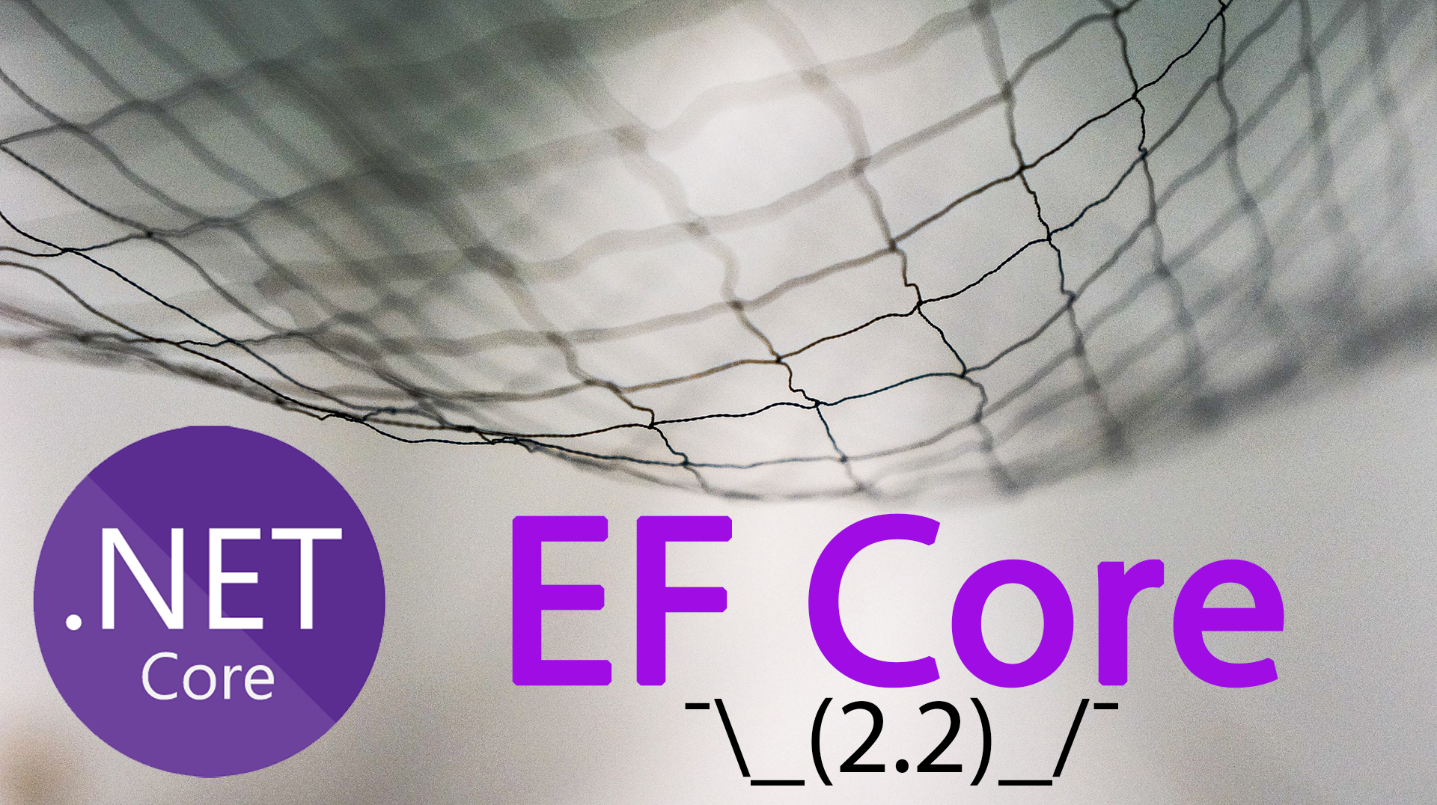 .NET
Core
EF Core
¯\_(2.2)_/¯